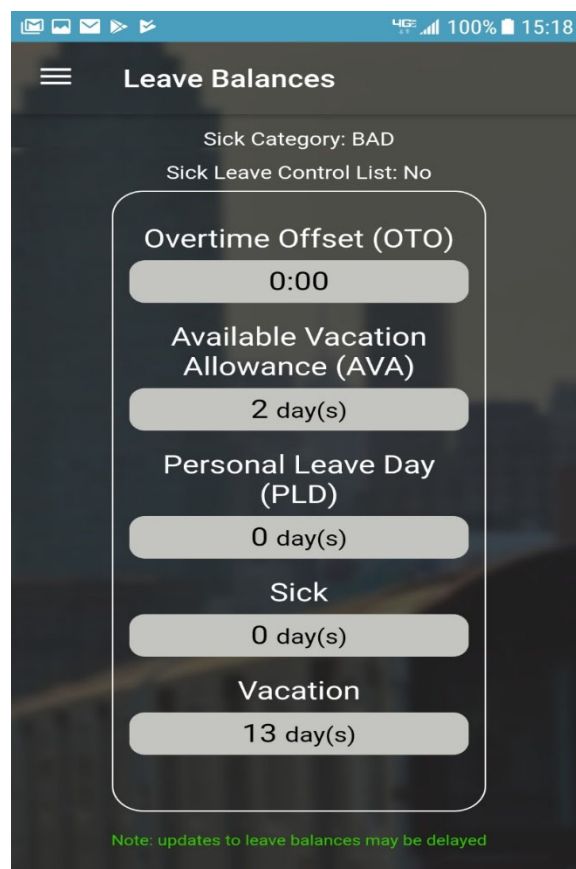 4GE 100% 15:18
Leave Balances
Sick Category: BAD
Sick Leave Control List: No
Overtime Offset (OTO)
0:00
Available Vacation
Allowance (AVA)
2 day(s)
Personal Leave Day
(PLD)
0 day(s)
Sick
0 day(s)
Vacation
13 day(s)
Note: updates to leave balances may be delayed